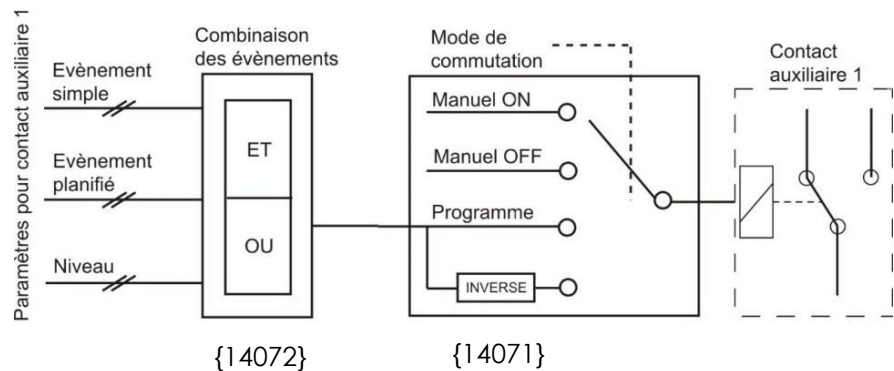 Paramètres pour contact auxiliaire 1
Evènement
simple
Evènement
planifié
Niveau
Combinaison
des évènements
ET
OU
{14072}
Mode de
commutation
Manuel ON
Manuel OFF
Programme
INVERSE
{14071}
Contact
auxiliaire 1